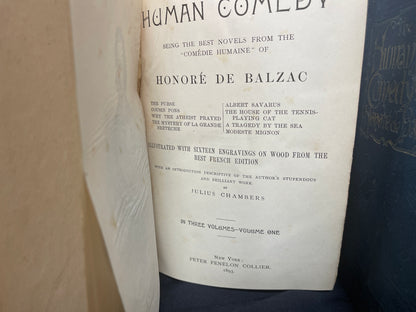 HUMAN COMEDY
BEING THE BEST NOVELS FROM THE
"COMÉDIE HUMAINE" OF
HONORÉ DE BALZAC
THE PURSE
COUSIN PONS
WHY THE ATHEIST PRAYED
THE MYSTERY OF LA GRANDE
BRETÈCHE
ALBERT SAVARUS
THE HOUSE OF THE TENNIS-
PLAYING CAT
A TRAGEDY BY THE SEA
MODESTE MIGNON
ILLUSTRATED WITH SIXTEEN ENGRAVINGS ON WOOD FROM THE
BEST FRENCH EDITION
WITH AN INTRODUCTION DESCRIPTIVE OF THE AUTHOR'S STUPENDOUS
AND BRILLIANT WORK
BY
JULIUS CHAMBERS
IN THREE VOLUMES—VOLUME ONE
NEW YORK:
PETER FENELON COLLIER.
1893.
The
Human
Comedy